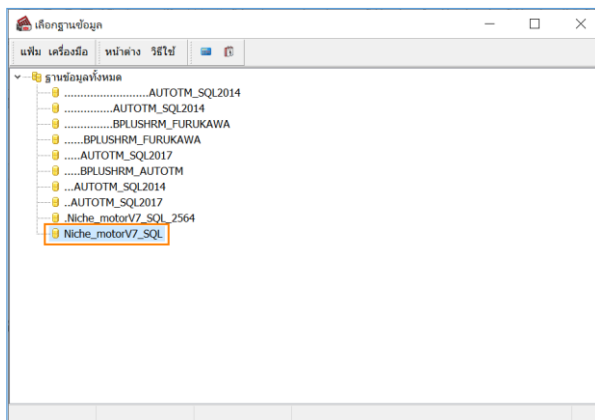 เลือกฐานข้อมูล
แฟ้ม เครื่องมือ หน้าต่าง วิธีใช้
ฐานข้อมูลทั้งหมด
............................AUTOTM_SQL2014
................AUTOTM_SQL2014
................BPLUSHRM_FURUKAWA
......BPLUSHRM_FURUKAWA
.....AUTOTM_SQL2017
.....BPLUSHRM_AUTOTM
...AUTOTM_SQL2014
..AUTOTM_SQL2017
.Niche_motorV7_SQL_2564
Niche_motorV7_SQL